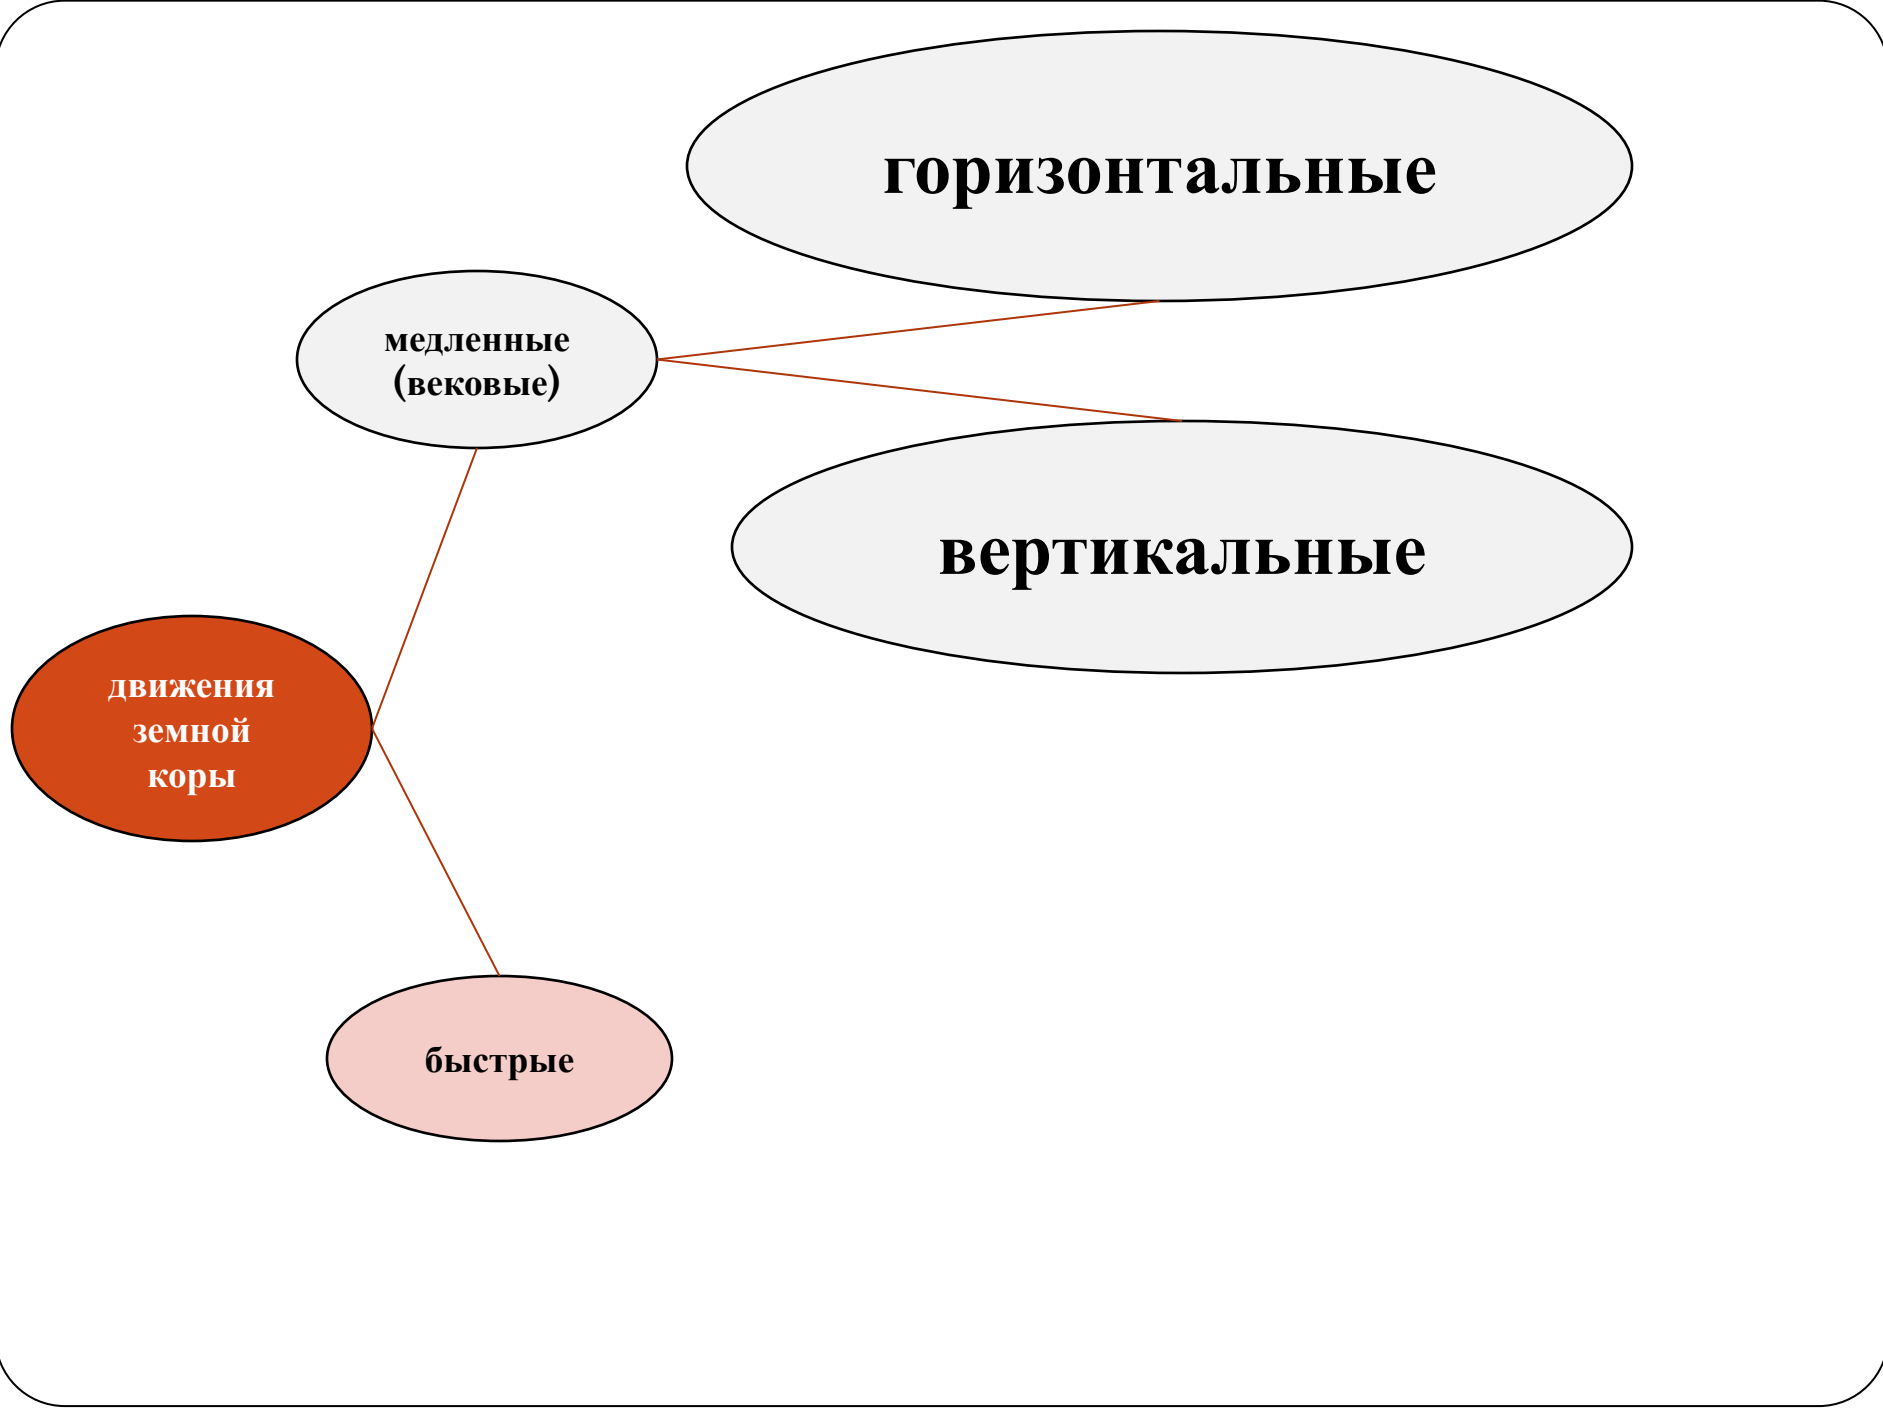 горизонтальные
медленные
(вековые)
вертикальные
движения
земной
коры
быстрые